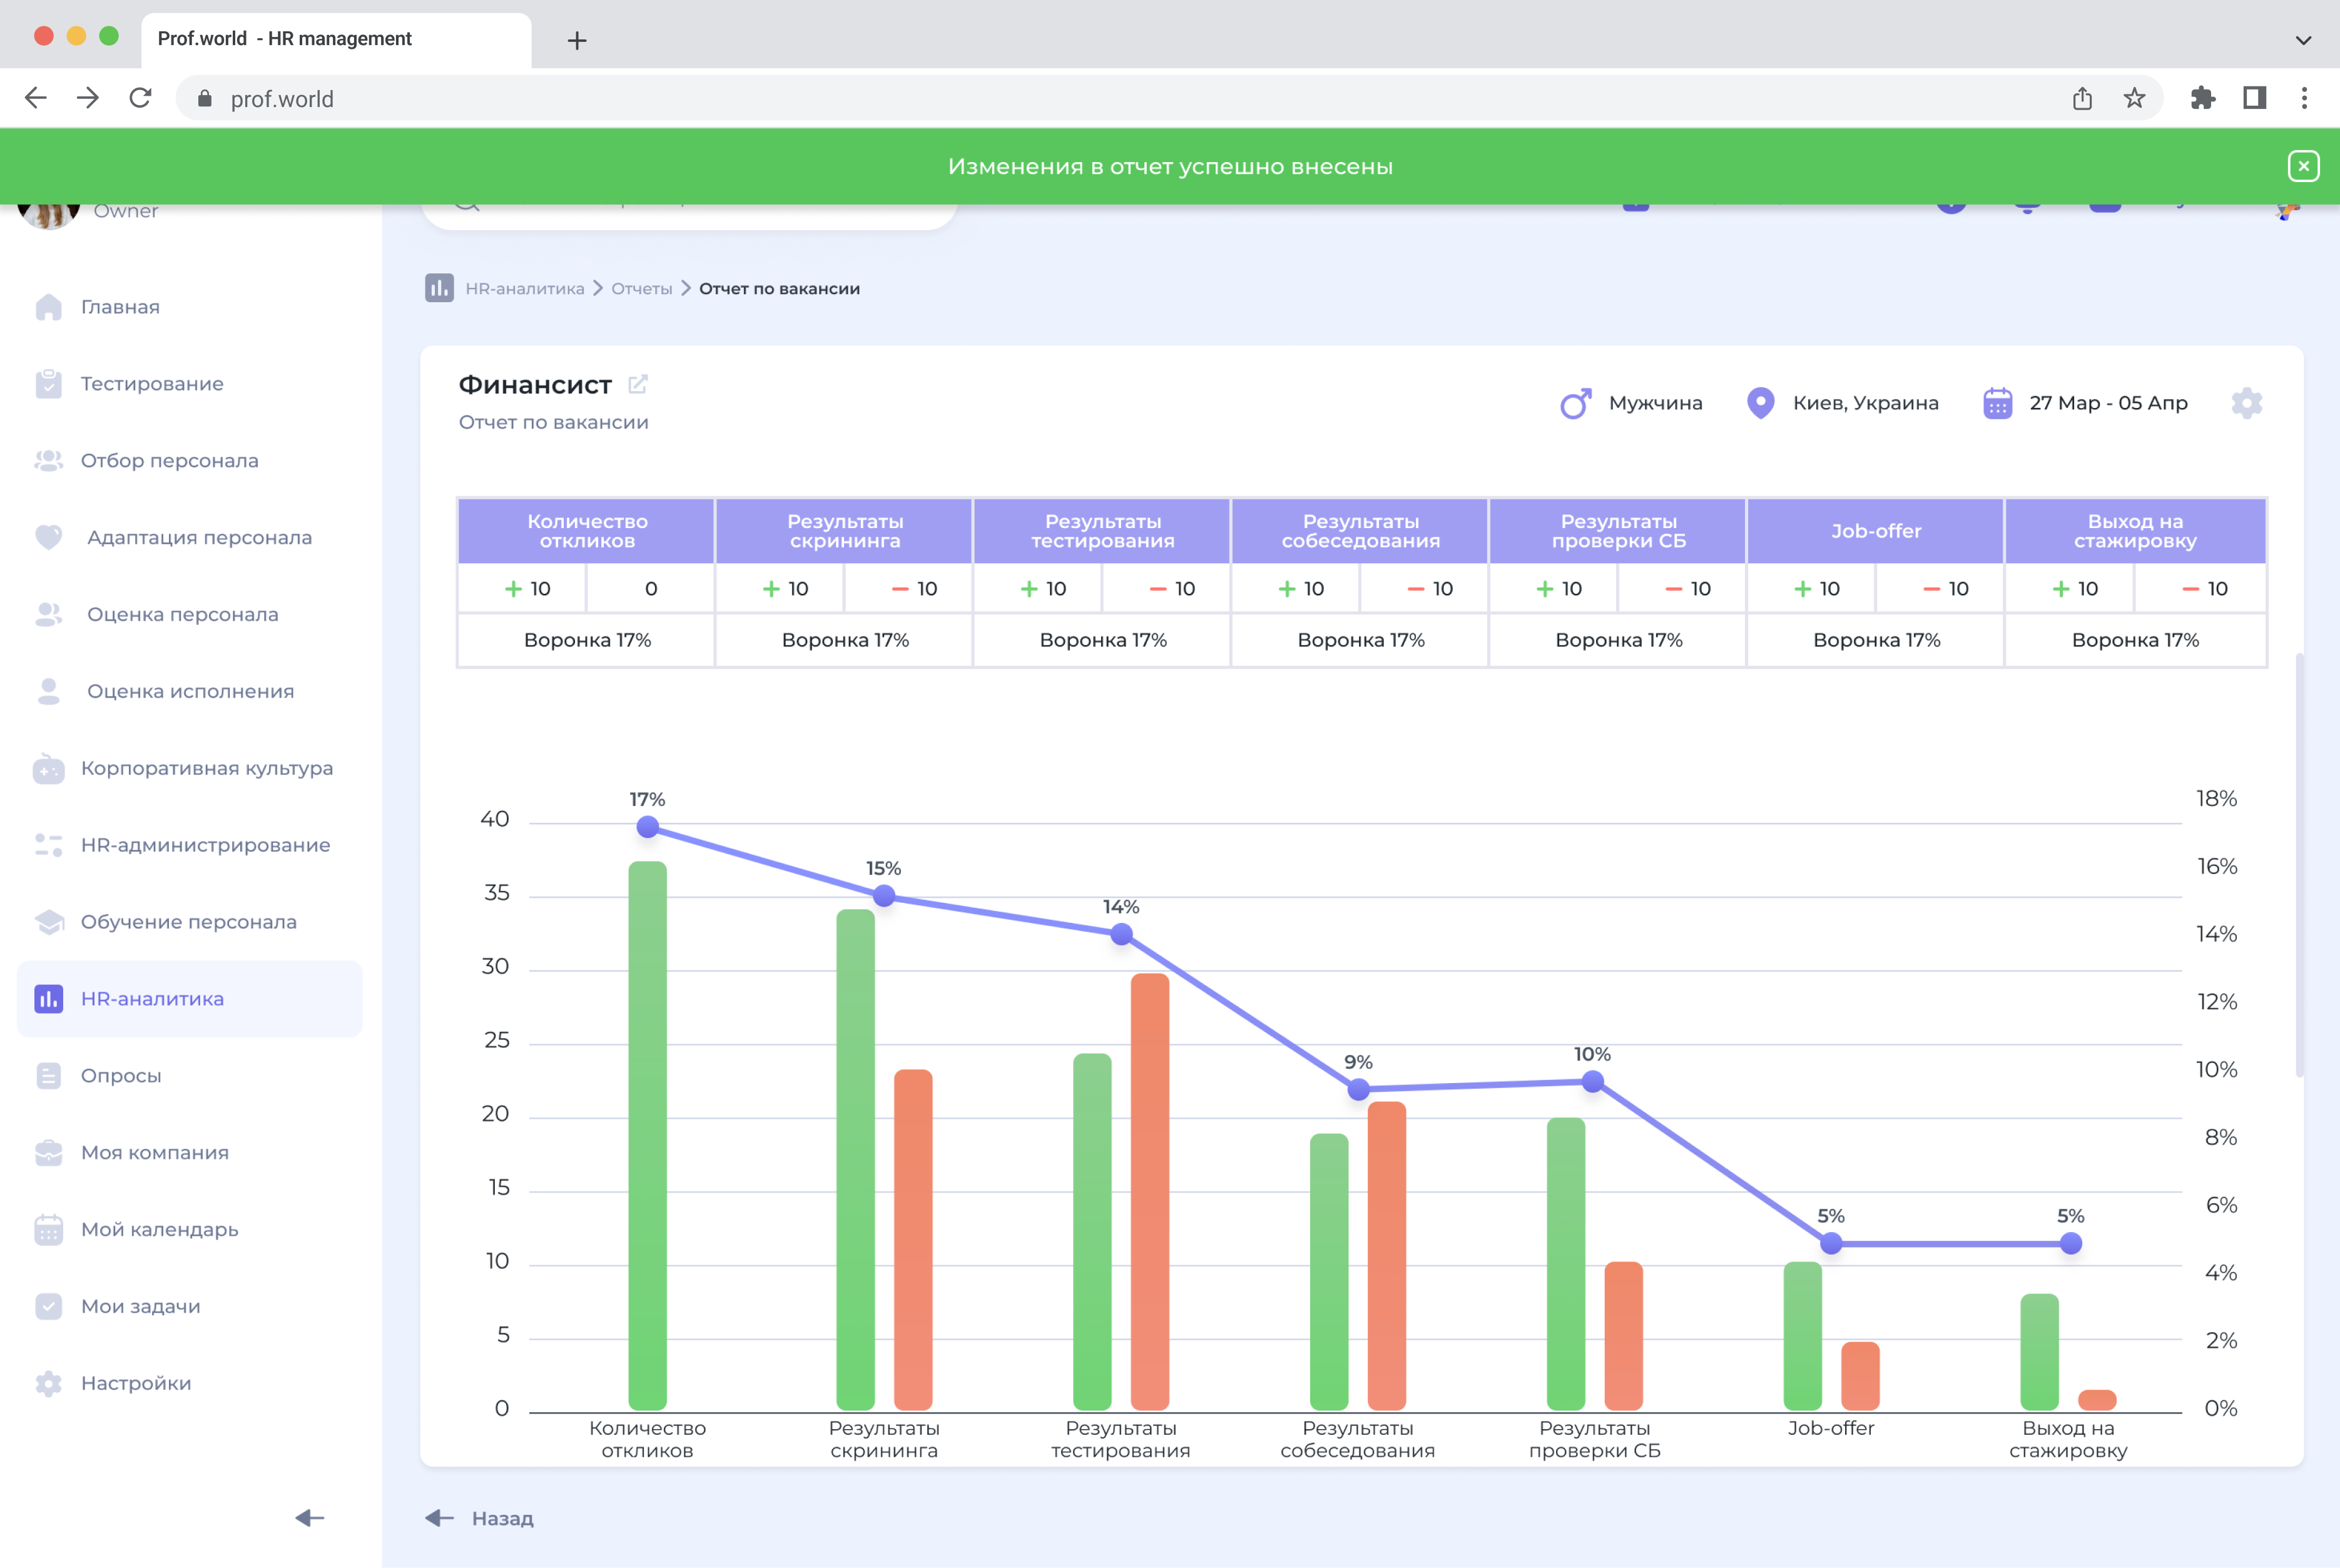 Prof.world - HR management
prof.world
Изменения в отчет успешно внесены
Owner
HR-аналитика
Отчеты
Отчет по вакансии
Главная
Тестирование
Отбор персонала
Адаптация персонала
Оценка персонала
Оценка исполнения
Корпоративная культура
HR-администрирование
Обучение персонала
HR-аналитика
Опросы
Моя компания
Мой календарь
Мои задачи
Настройки
Финансист
Отчет по вакансии
Мужчина
Киев, Украина
27 Мар - 05 Апр
Количество
откликов
Результаты
скрининга
Результаты
тестирования
Результаты
собеседования
Результаты
проверки СБ
Job-offer
Выход на
стажировку
+ 10 0 + 10 − 10 + 10 − 10 + 10 − 10 + 10 − 10 + 10 − 10 + 10 − 10
Воронка 17% Воронка 17% Воронка 17% Воронка 17% Воронка 17% Воронка 17% Воронка 17%
40
35
30
25
20
15
10
5
0
17%
15%
14%
9%
10%
5%
5%
18%
16%
14%
12%
10%
8%
6%
4%
2%
0%
Количество
откликов
Результаты
скрининга
Результаты
тестирования
Результаты
собеседования
Результаты
проверки СБ
Job-offer
Выход на
стажировку
Назад